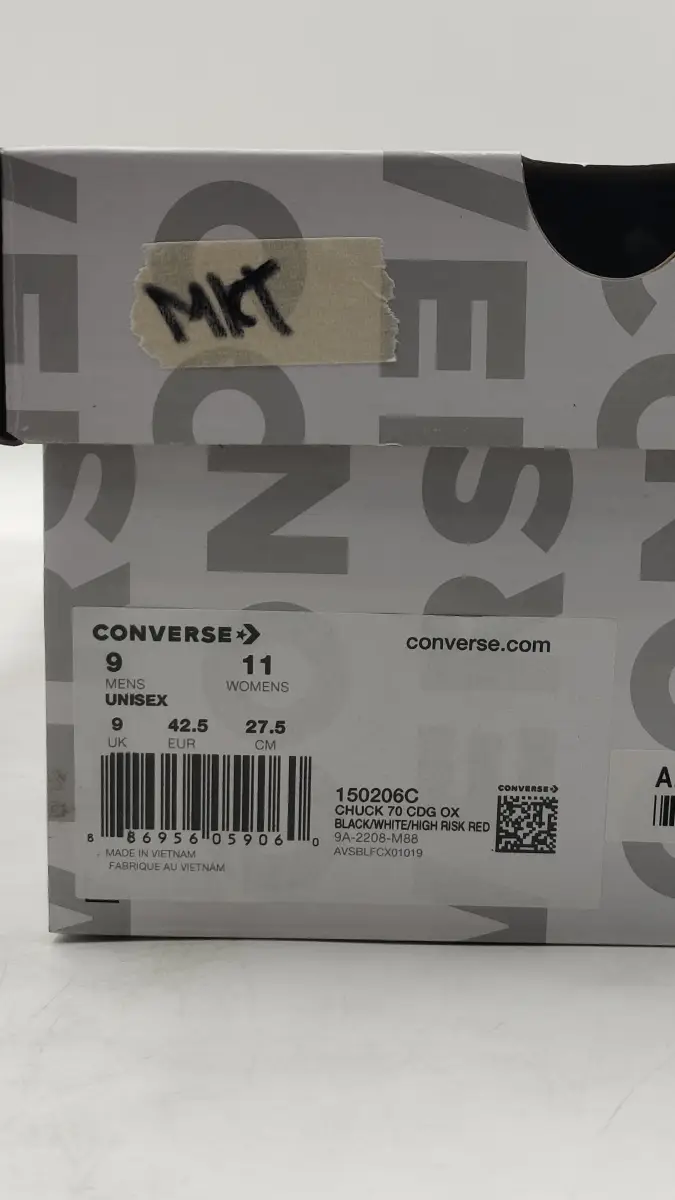 MKT
CONVERSE
converse.com
9 11
MENS WOMENS
UNISEX
9 42.5 27.5
UK EUR CM
8 86956 05906 0
MADE IN VIETNAM
FABRIQUE AU VIETNAM
150206C
CHUCK 70 CDG OX
BLACK/WHITE/HIGH RISK RED
9A-2208-M88
AVSBLFCX01019
CONVERSE
A